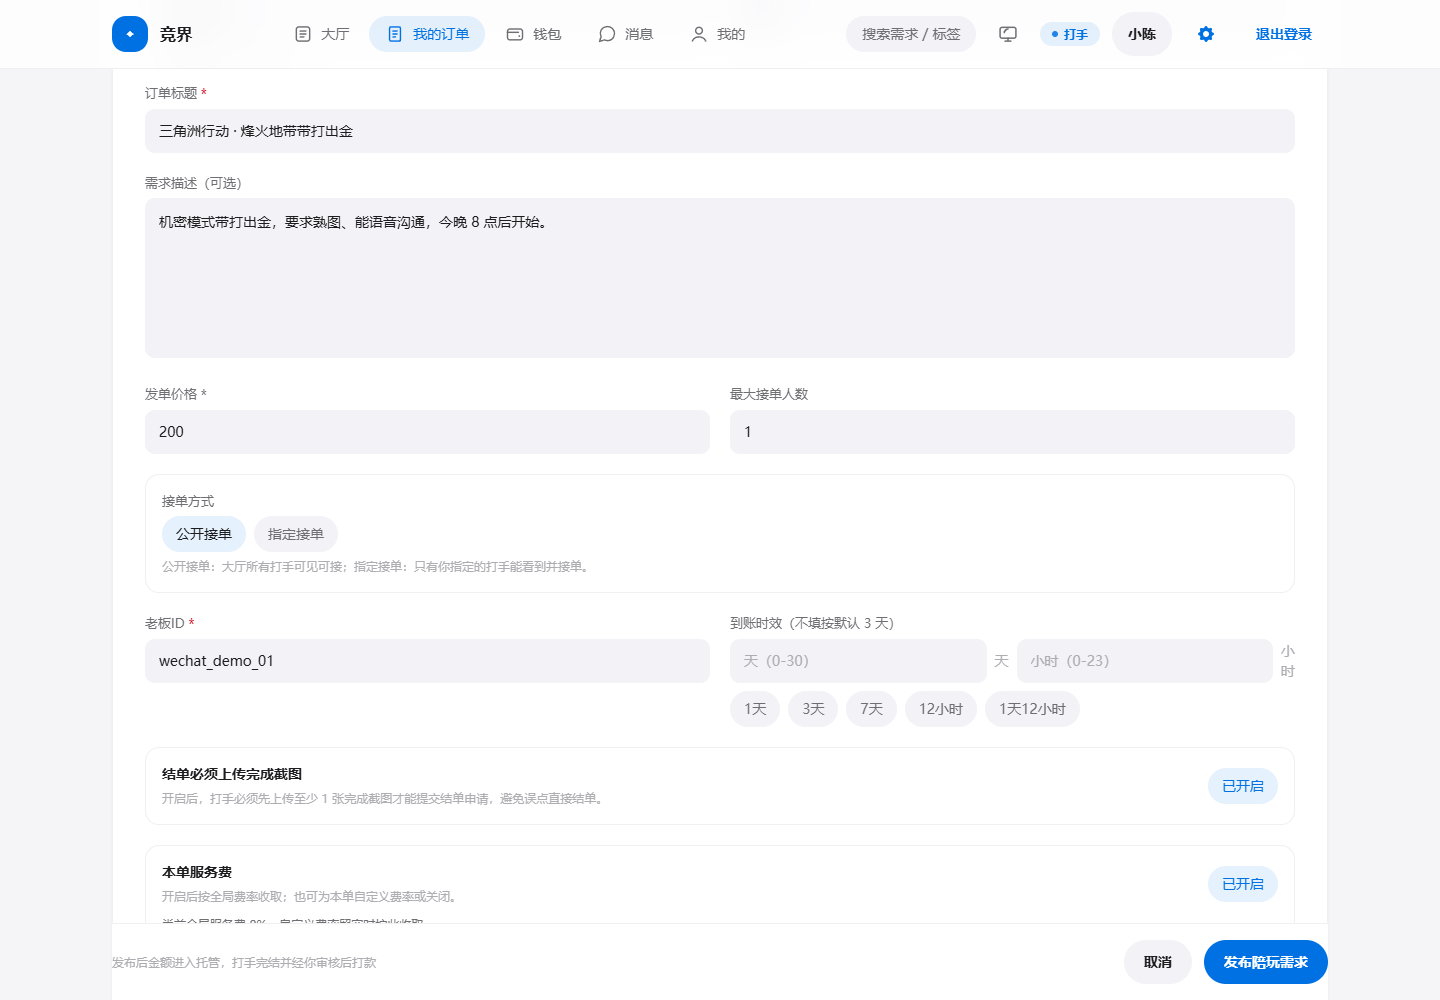 竞界
大厅
我的订单
钱包
消息
我的
搜索需求 / 标签
打手
小陈
退出登录
订单标题 *
三角洲行动 · 烽火地带带打出金
需求描述（可选）
机密模式带打出金，要求熟图、能语音沟通，今晚 8 点后开始。
发单价格 *
最大接单人数
200
1
接单方式
公开接单
指定接单
公开接单：大厅所有打手可见可接；指定接单：只有你指定的打手能看到并接单。
老板ID *
到账时效（不填按默认 3 天）
wechat_demo_01
天（0-30）
天
小时（0-23）
小时
1天
3天
7天
12小时
1天12小时
结单必须上传完成截图
开启后，打手必须先上传至少 1 张完成截图才能提交结单申请，避免误点直接结单。
已开启
本单服务费
开启后按全局费率收取；也可为本单自定义费率或关闭。
已开启
发布后金额进入托管，打手完结并经你审核后打款
取消
发布陪玩需求